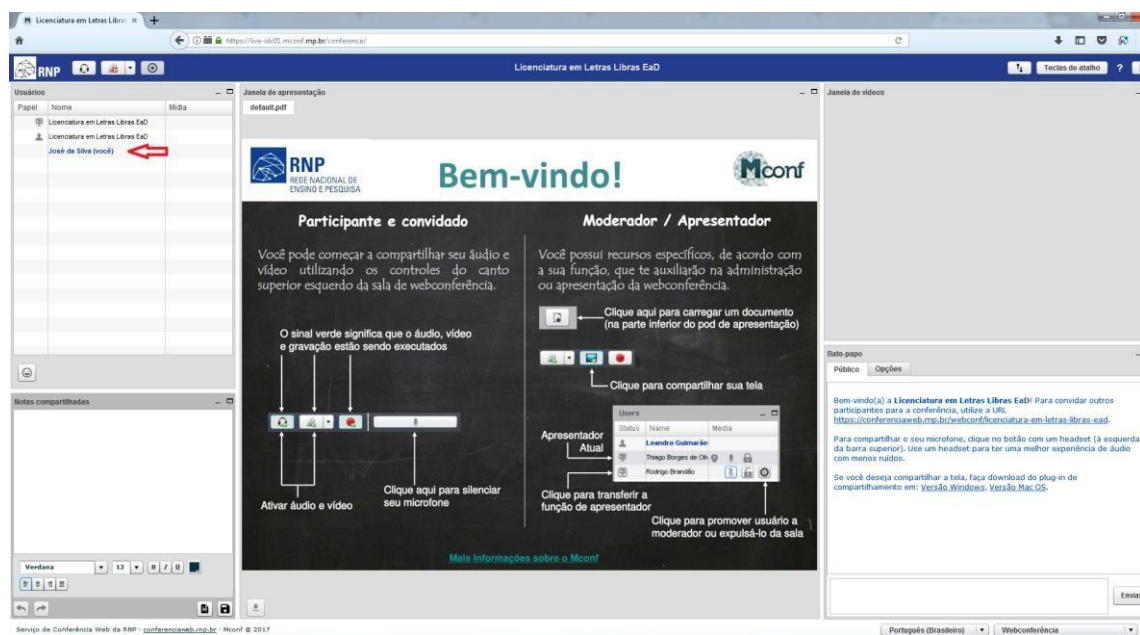 Licenciatura em Letras Libras
https://live-idc01.mconf.rnp.br/conference/
RNP
Licenciatura em Letras Libras EaD
Teclas de atalho
?
Usuários
Papel Nome Mídia
Licenciatura em Letras Libras EaD
Licenciatura em Letras Libras EaD
José da Silva (você)
Notas compartilhadas
Verdana 12 B I U
Janela de apresentação
default.pdf
RNP
REDE NACIONAL DE
ENSINO E PESQUISA
Bem-vindo!
Mconf
Participante e convidado
Você pode começar a compartilhar seu áudio e
vídeo utilizando os controles do canto
superior esquerdo da sala de webconferência.
O sinal verde significa que o áudio, vídeo
e gravação estão sendo executados
Ativar áudio e vídeo
Clique aqui para silenciar
seu microfone
Moderador / Apresentador
Você possui recursos específicos, de acordo com
a sua função, que te auxiliarão na administração
ou apresentação da webconferência.
Clique aqui para carregar um documento
(na parte inferior do pod de apresentação)
Clique para compartilhar sua tela
Users
Status Name Media
Leandro Guimarãe
Thiago Borges de Oli
Rodrigo Brandão
Apresentador
Atual
Clique para transferir a
função de apresentador
Clique para promover usuário a
moderador ou expulsá-lo da sala
Mais informações sobre o Mconf
Janela de vídeos
Bate-papo
Público Opções
Bem-vindo(a) a Licenciatura em Letras Libras EaD! Para convidar outros
participantes para a conferência, utilize a URL
https://conferenciaweb.rnp.br/webconf/licenciatura-em-letras-libras-ead.
Para compartilhar o seu microfone, clique no botão com um headset (à esquerda
da barra superior). Use um headset para ter uma melhor experiência de áudio
com menos ruídos.
Se você deseja compartilhar a tela, faça download do plug-in de
compartilhamento em: Versão Windows, Versão Mac OS.
Enviar
Serviço de Conferência Web da RNP - conferenciaweb.rnp.br - Mconf @ 2017
Português (Brasileiro)
Webconferência